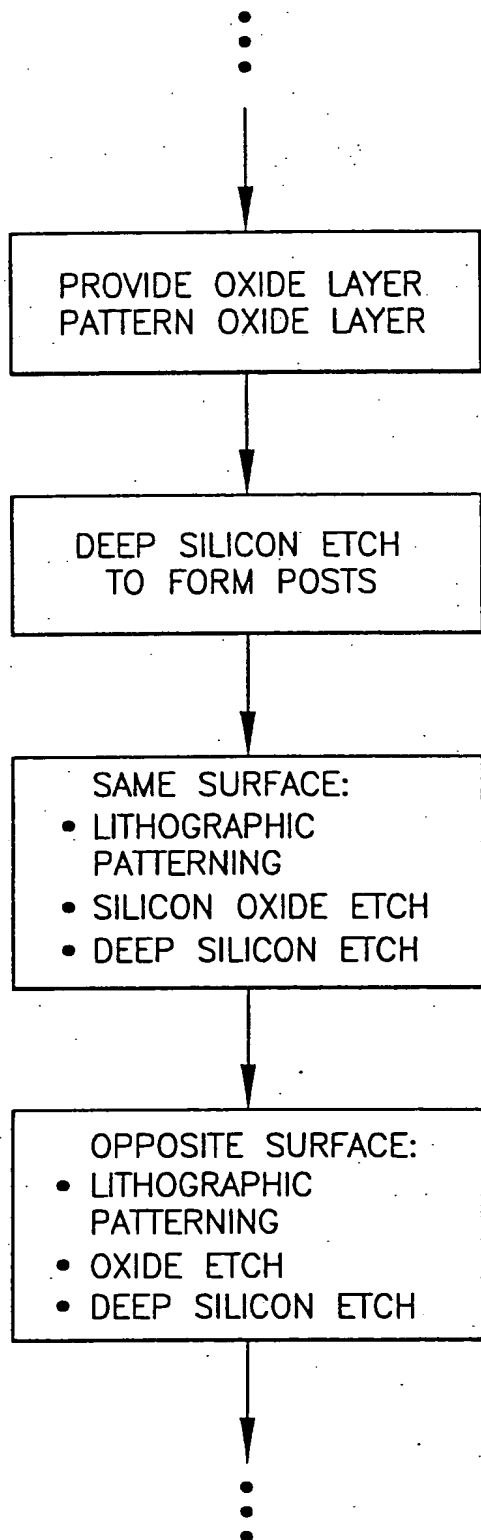 PROVIDE OXIDE LAYER
PATTERN OXIDE LAYER
DEEP SILICON ETCH
TO FORM POSTS
SAME SURFACE:
• LITHOGRAPHIC
PATTERNING
• SILICON OXIDE ETCH
• DEEP SILICON ETCH
OPPOSITE SURFACE:
• LITHOGRAPHIC
PATTERNING
• OXIDE ETCH
• DEEP SILICON ETCH